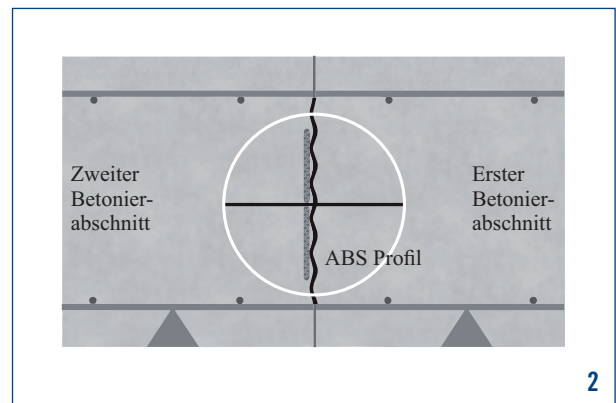 Zweiter
Betonier-
abschnitt
Erster
Betonier-
abschnitt
ABS Profil
2